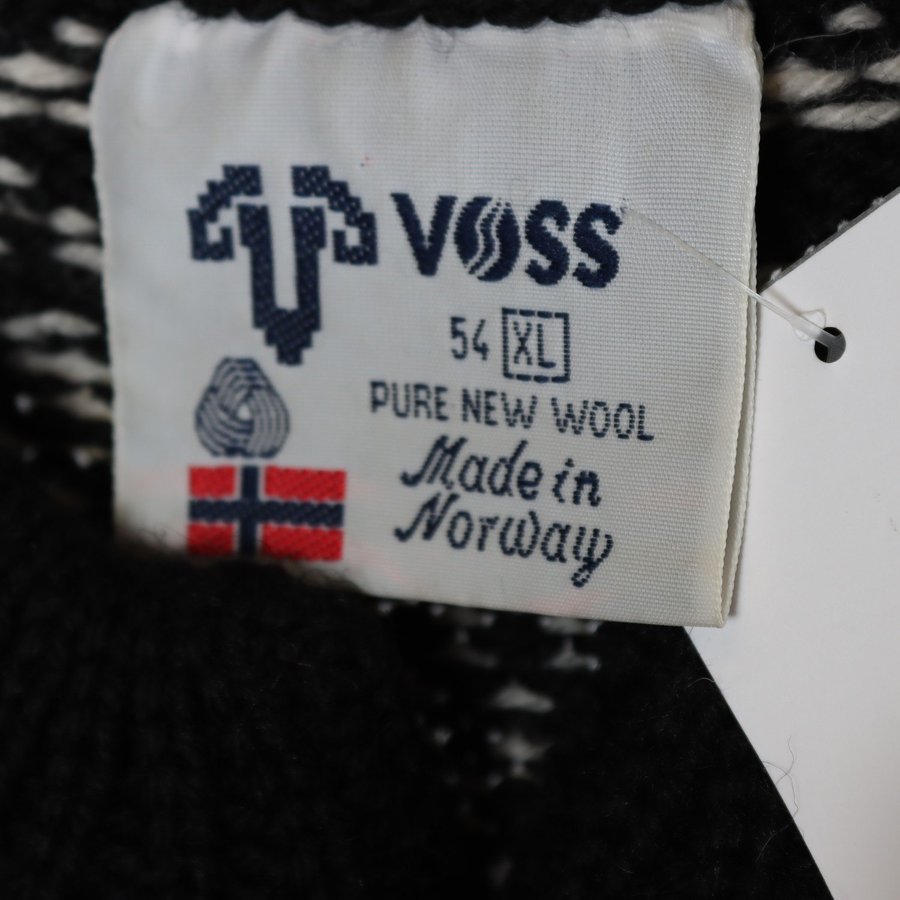 VOSS
54 XL
PURE NEW WOOL
Made in
Norway